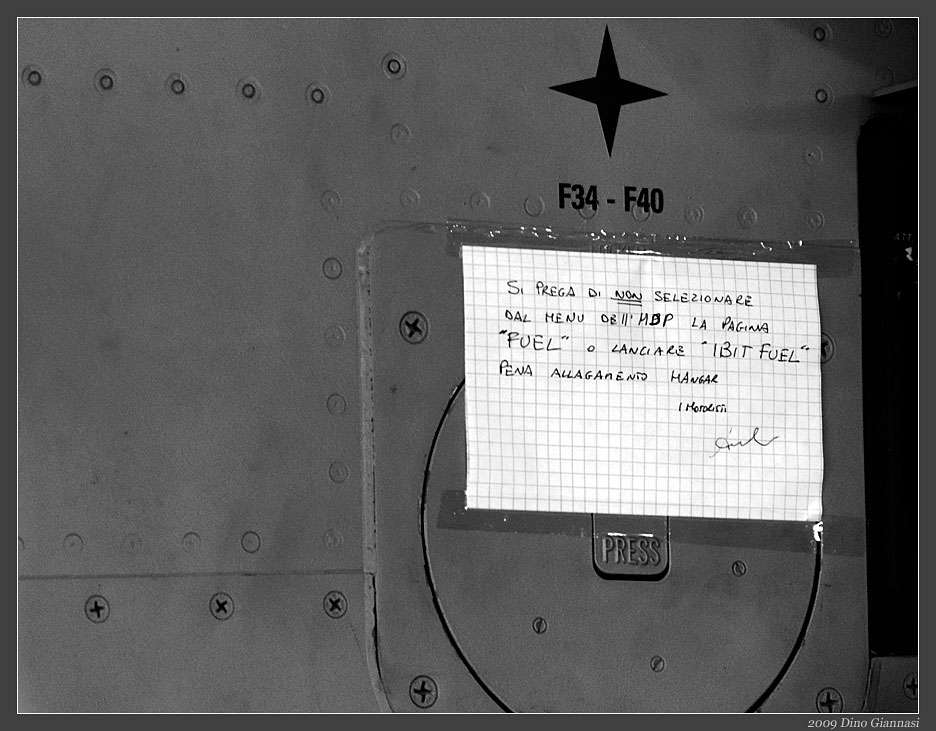 F34 - F40
SI PREGA DI NON SELEZIONARE
DAL MENU DEll' MDP LA PAGINA
"FUEL" o LANCIARE "IBIT FUEL"
PENA ALLAGAMENTO HANGAR
I Motoristi
PRESS
2009 Dino Giannasi